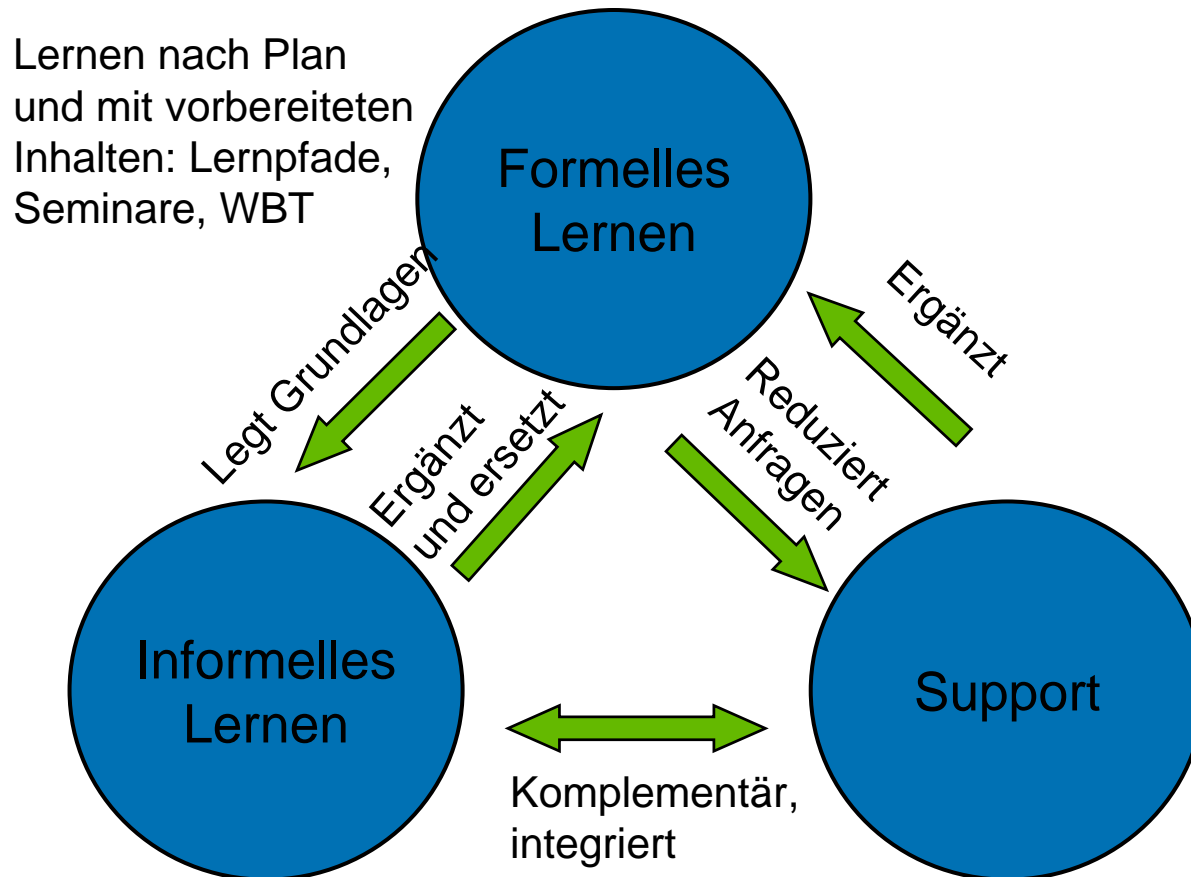 Lernen nach Plan
und mit vorbereiteten
Inhalten: Lernpfade,
Seminare, WBT
Formelles
Lernen
Legt Grundlagen
Ergänzt
und ersetzt
Reduziert
Anfragen
Ergänzt
Informelles
Lernen
Support
Komplementär,
integriert